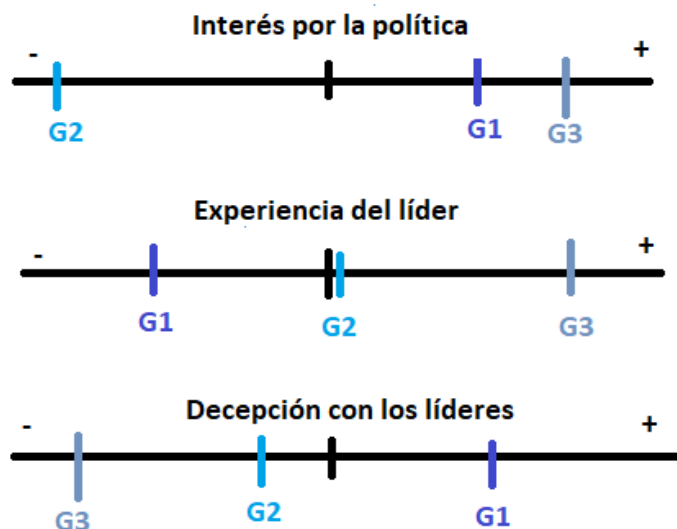 Interés por la política
- +
G2 G1 G3
Experiencia del líder
- +
G1 G2 G3
Decepción con los líderes
- +
G3 G2 G1